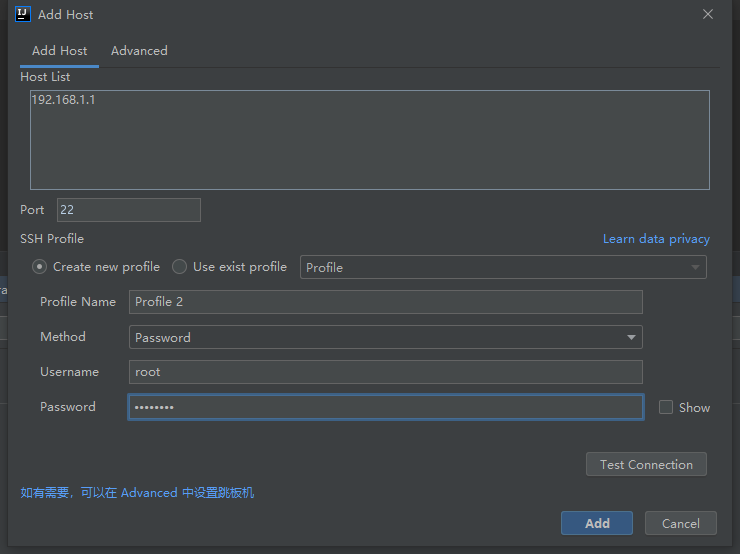 IJ Add Host
Add Host Advanced
Host List
192.168.1.1
Port 22
SSH Profile Learn data privacy
Create new profile Use exist profile Profile
Profile Name Profile 2
Method Password
Username root
Password •••••••• Show
Test Connection
如有需要，可以在 Advanced 中设置跳板机
Add Cancel